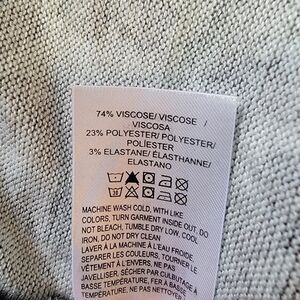 74% VISCOSE/ VISCOSE /
VISCOSA
23% POLYESTER/ POLYESTER/
POLIÉSTER
3% ELASTANE/ ÉLASTHANNE/
ELASTANO
30
MACHINE WASH COLD, WITH LIKE
COLORS, TURN GARMENT INSIDE OUT, DO
NOT BLEACH, TUMBLE DRY LOW, COOL
IRON, DO NOT DRY CLEAN
LAVER À LA MACHINE À L'EAU FROIDE
SÉPARER LES COULEURS, TOURNER LE
VÊTEMENT À L'ENVERS, NE PAS
JAVELLISER, SÉCHER PAR CULBUTAGE À
BASSE TEMPÉRATURE, FER À BASSE
TEMPÉRATURE, NE PAS NETTOYER